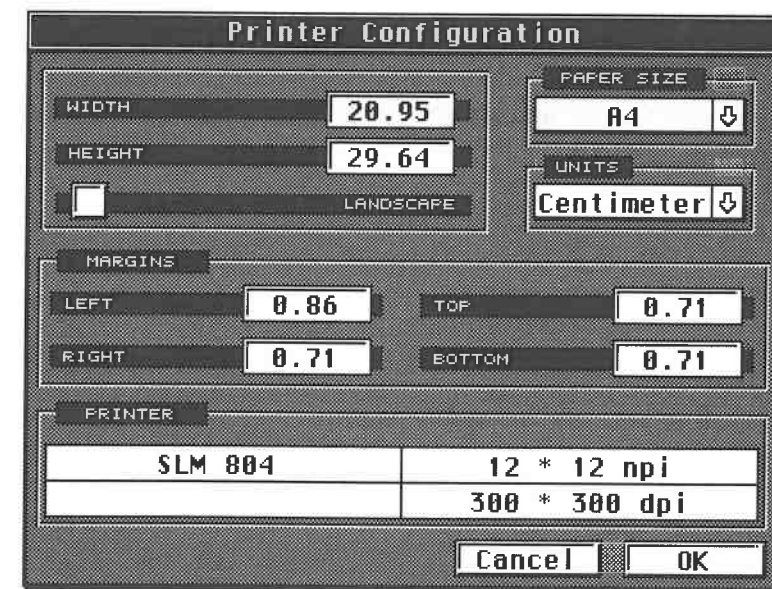 Printer Configuration
WIDTH 20.95
HEIGHT 29.64
LANDSCAPE
PAPER SIZE
A4
UNITS
Centimeter
MARGINS
LEFT 0.86 TOP 0.71
RIGHT 0.71 BOTTOM 0.71
PRINTER
SLM 804 12 * 12 npi
300 * 300 dpi
Cancel OK